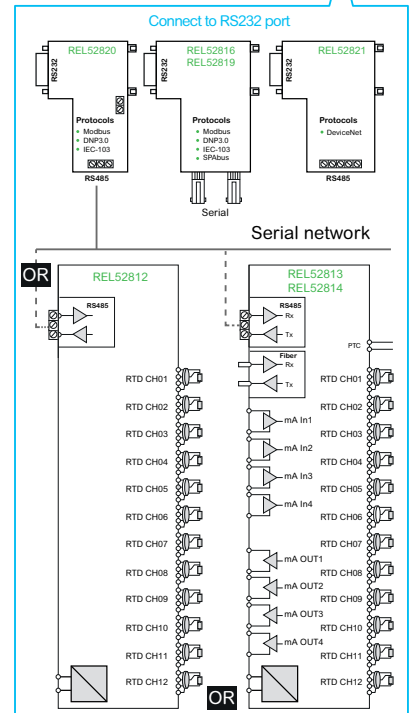 Connect to RS232 port
REL52820
RS232
Protocols
• Modbus
• DNP3.0
• IEC-103
RS485
REL52816
REL52819
RS232
Protocols
• Modbus
• DNP3.0
• IEC-103
• SPAbus
Serial
REL52821
RS232
Protocols
• DeviceNet
RS485
Serial network
OR
REL52812
RS485
RTD CH01
RTD CH02
RTD CH03
RTD CH04
RTD CH05
RTD CH06
RTD CH07
RTD CH08
RTD CH09
RTD CH10
RTD CH11
RTD CH12
OR
REL52813
REL52814
RS485
Rx
Tx
Fiber
Rx
Tx
mA In1
mA In2
mA In3
mA In4
mA OUT1
mA OUT2
mA OUT3
mA OUT4
PTC
RTD CH01
RTD CH02
RTD CH03
RTD CH04
RTD CH05
RTD CH06
RTD CH07
RTD CH08
RTD CH09
RTD CH10
RTD CH11
RTD CH12